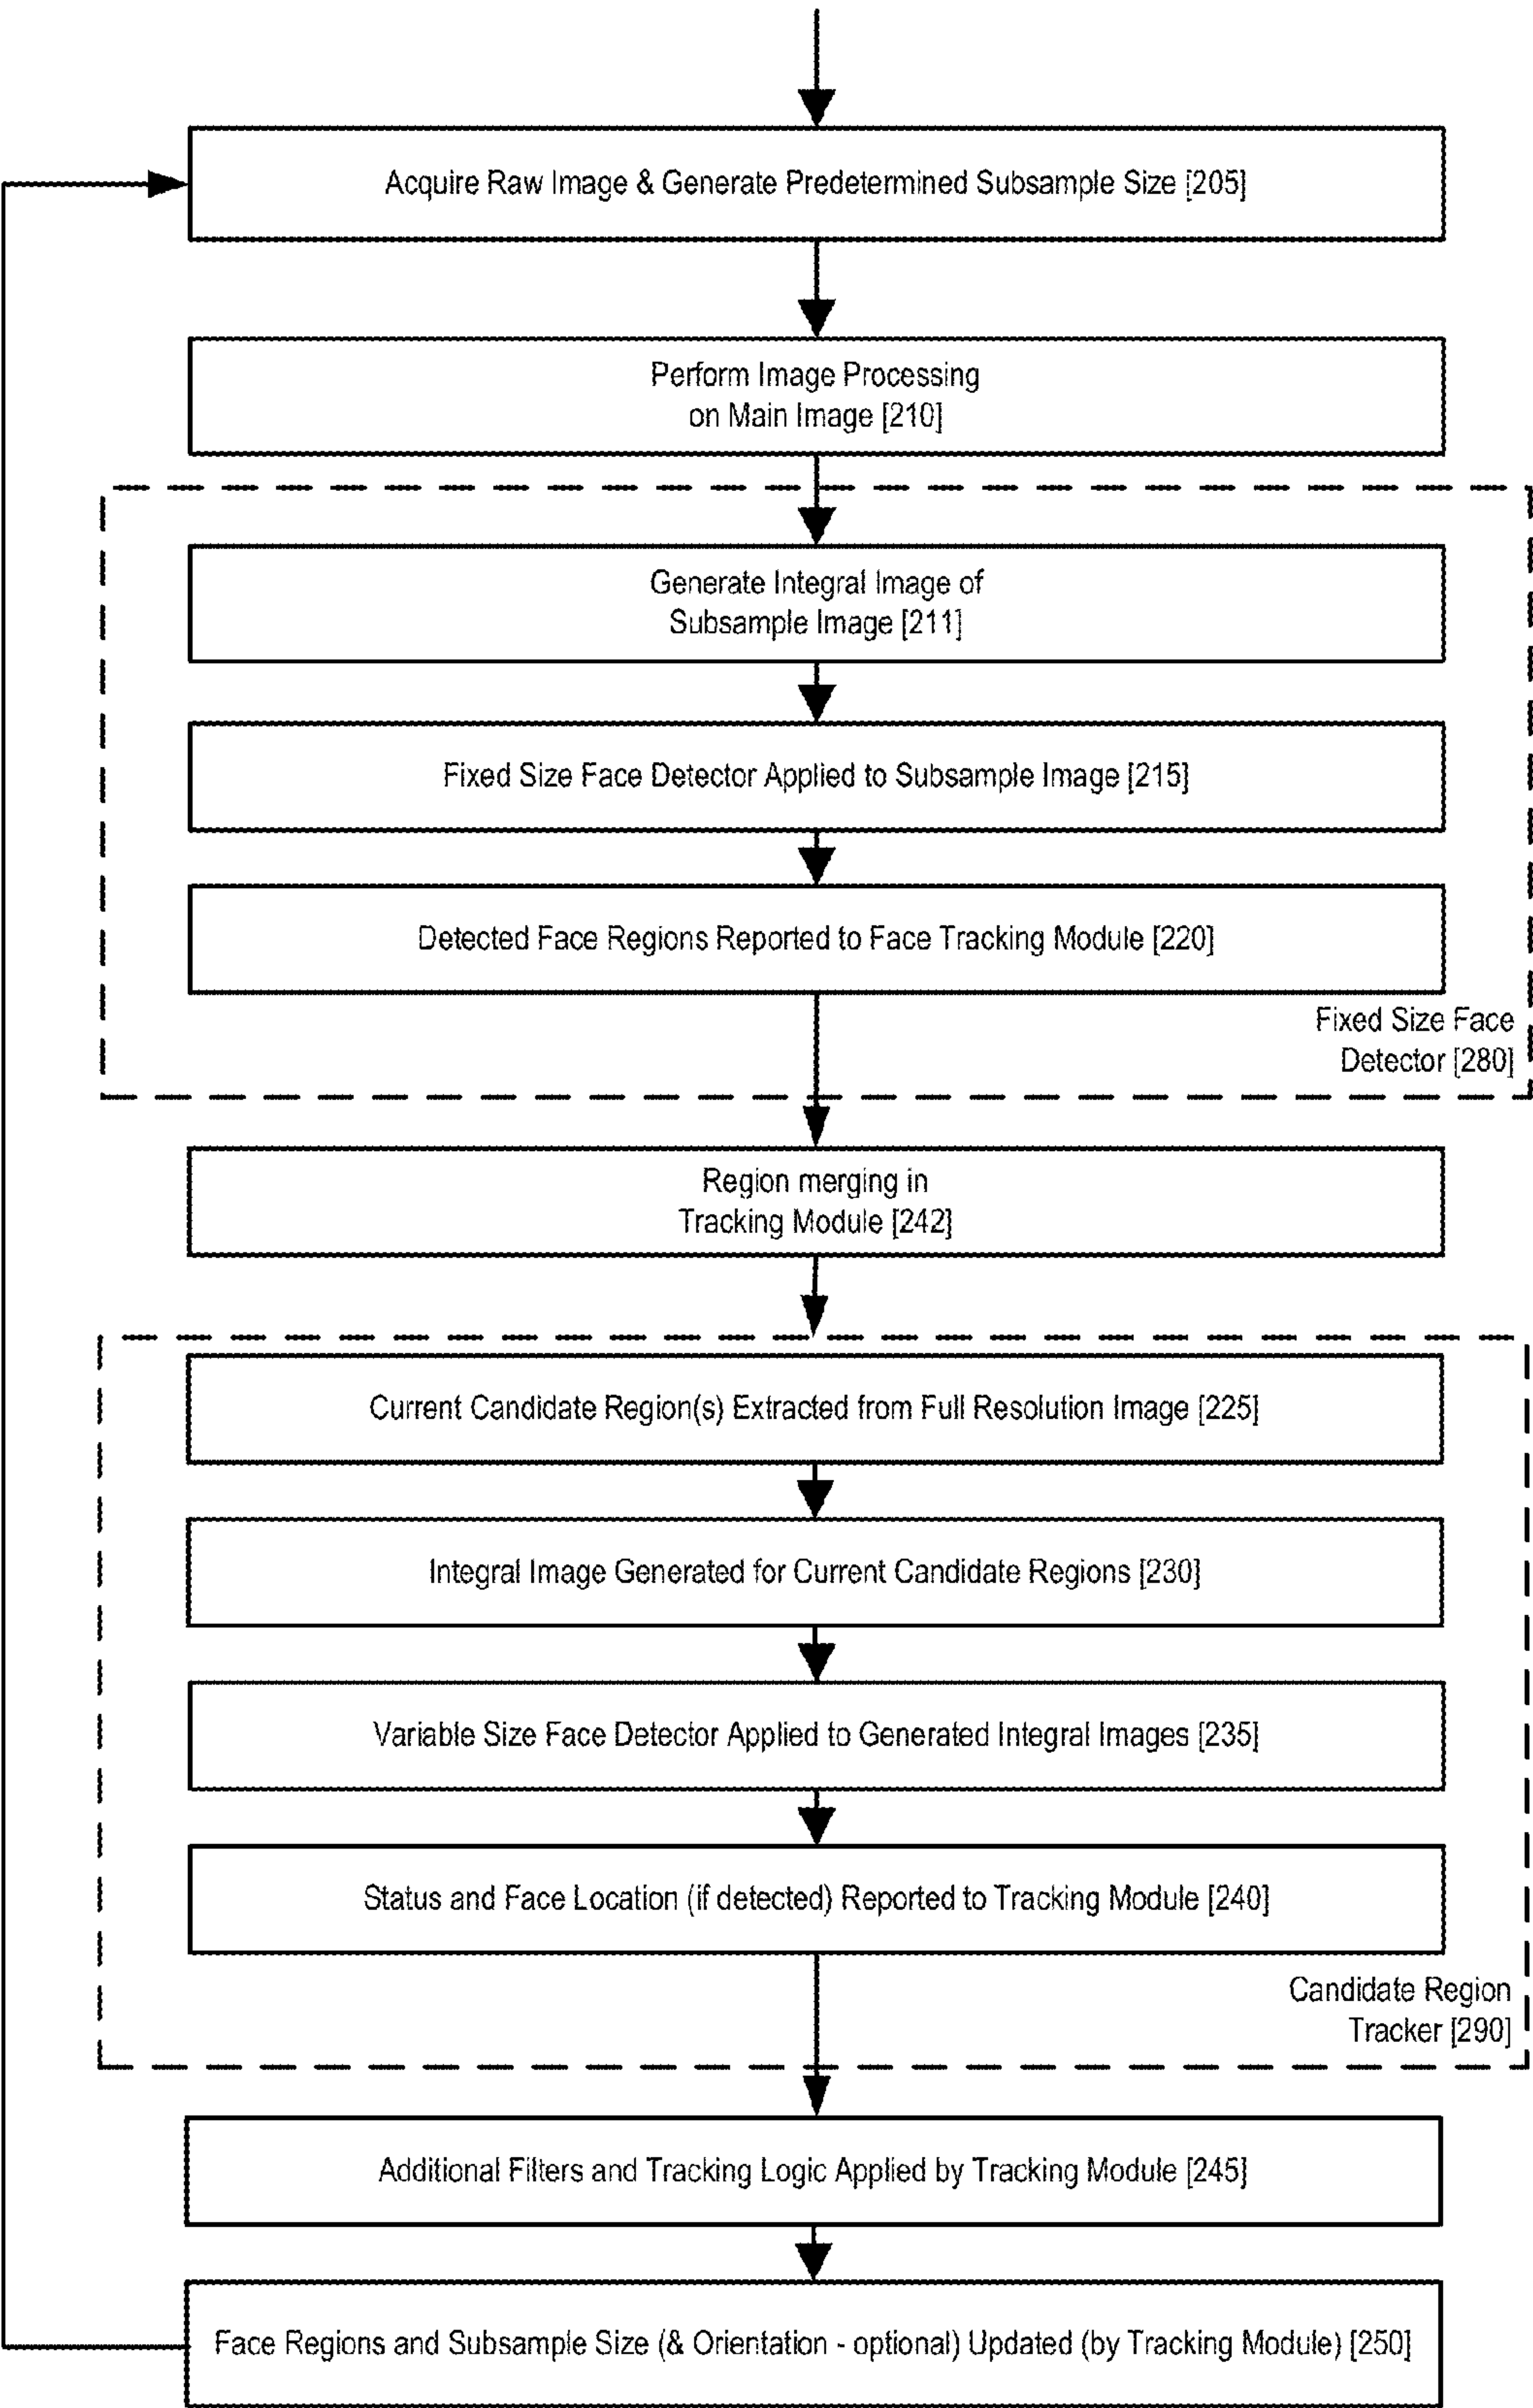 Acquire Raw Image & Generate Predetermined Subsample Size [205]
Perform Image Processing
on Main Image [210]
Generate Integral Image of
Subsample Image [211]
Fixed Size Face Detector Applied to Subsample Image [215]
Detected Face Regions Reported to Face Tracking Module [220]
Fixed Size Face
Detector [280]
Region merging in
Tracking Module [242]
Current Candidate Region(s) Extracted from Full Resolution Image [225]
Integral Image Generated for Current Candidate Regions [230]
Variable Size Face Detector Applied to Generated Integral Images [235]
Status and Face Location (if detected) Reported to Tracking Module [240]
Candidate Region
Tracker [290]
Additional Filters and Tracking Logic Applied by Tracking Module [245]
Face Regions and Subsample Size (& Orientation - optional) Updated (by Tracking Module) [250]